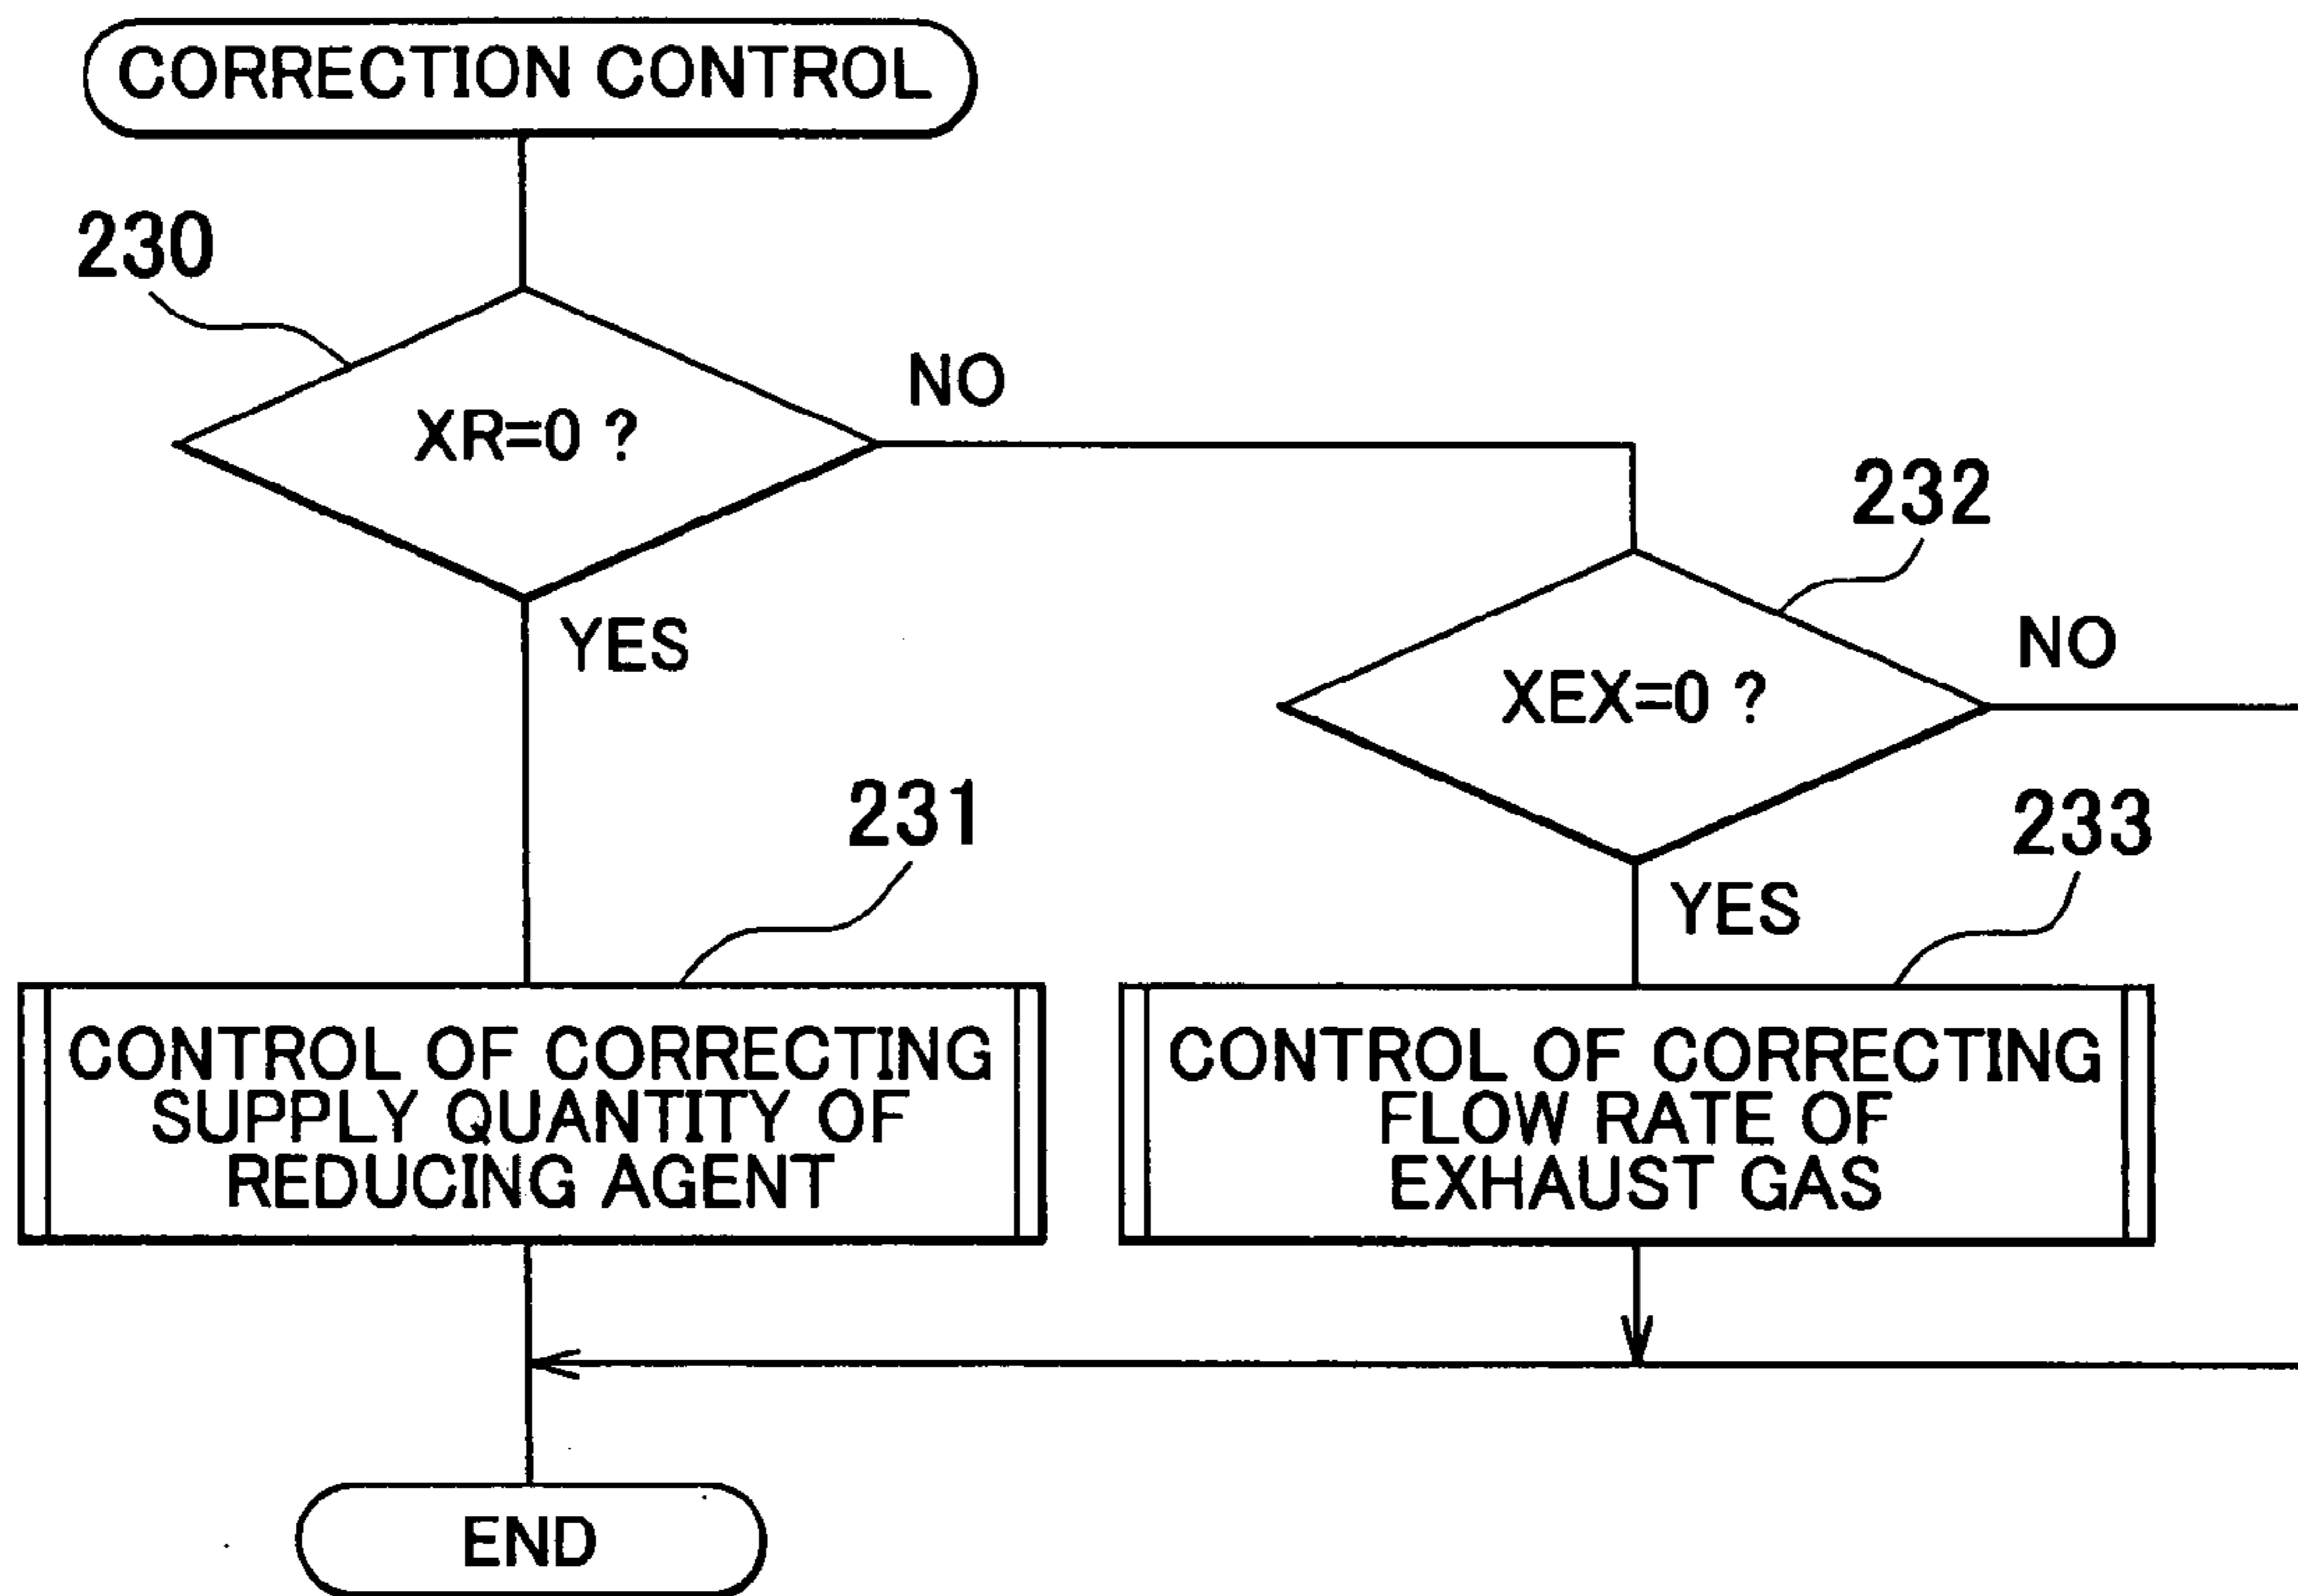 CORRECTION CONTROL
230
XR=0 ?
NO
YES
232
XEX=0 ?
NO
YES
231
233
CONTROL OF CORRECTING
SUPPLY QUANTITY OF
REDUCING AGENT
CONTROL OF CORRECTING
FLOW RATE OF
EXHAUST GAS
END